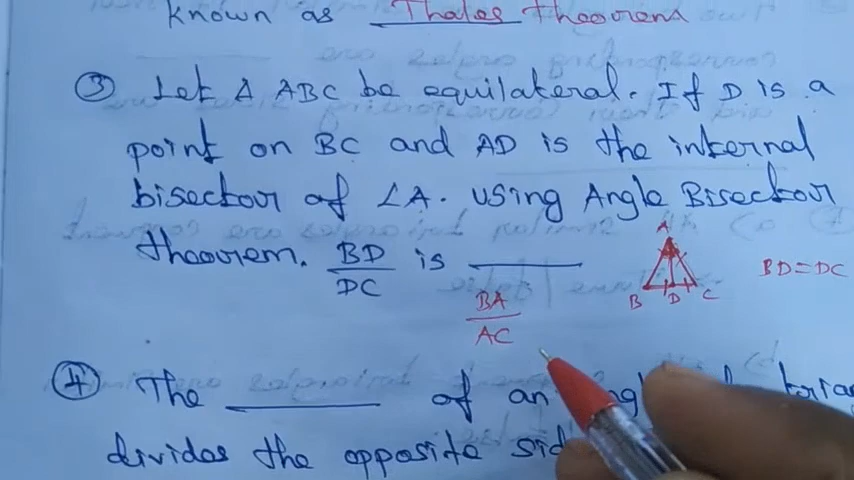 known as Thales theorem
③ Let Δ ABC be equilateral. If D is a
point on BC and AD is the internal
bisector of ∠A. using Angle Bisector
theorem. BD/DC is ______
A
B D C
BD=DC
BA/AC
④ The ______ of an
divides the opposite